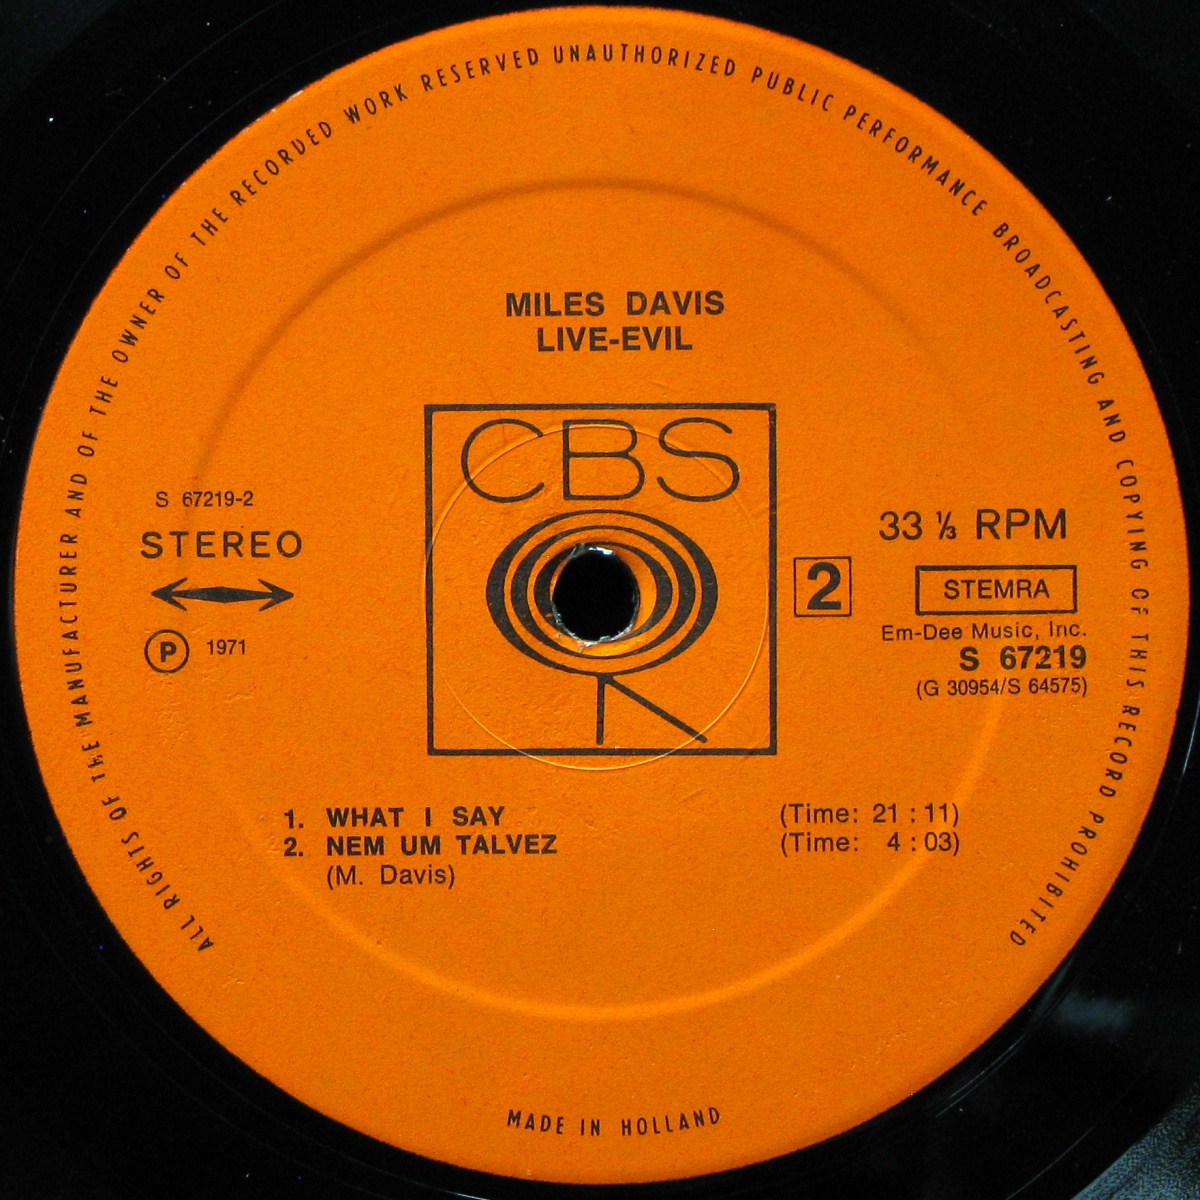 ALL RIGHTS OF THE MANUFACTURER AND OF THE OWNER OF THE RECORDED WORK RESERVED UNAUTHORIZED PUBLIC PERFORMANCE BROADCASTING AND COPYING OF THIS RECORD PROHIBITED
MILES DAVIS
LIVE-EVIL
CBS
S 67219-2
STEREO
P 1971
2
33 ⅓ RPM
STEMRA
Em-Dee Music, Inc.
S 67219
(G 30954/S 64575)
1. WHAT I SAY (Time: 21 : 11)
2. NEM UM TALVEZ (Time: 4 : 03)
(M. Davis)
MADE IN HOLLAND